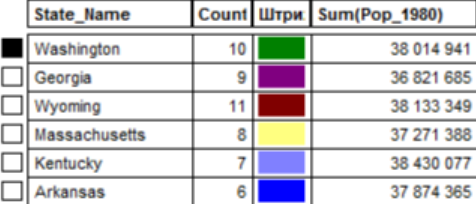 State_Name Count Штри: Sum(Pop_1980)
Washington 10 38 014 941
Georgia 9 36 821 685
Wyoming 11 38 133 349
Massachusetts 8 37 271 388
Kentucky 7 38 430 077
Arkansas 6 37 874 365